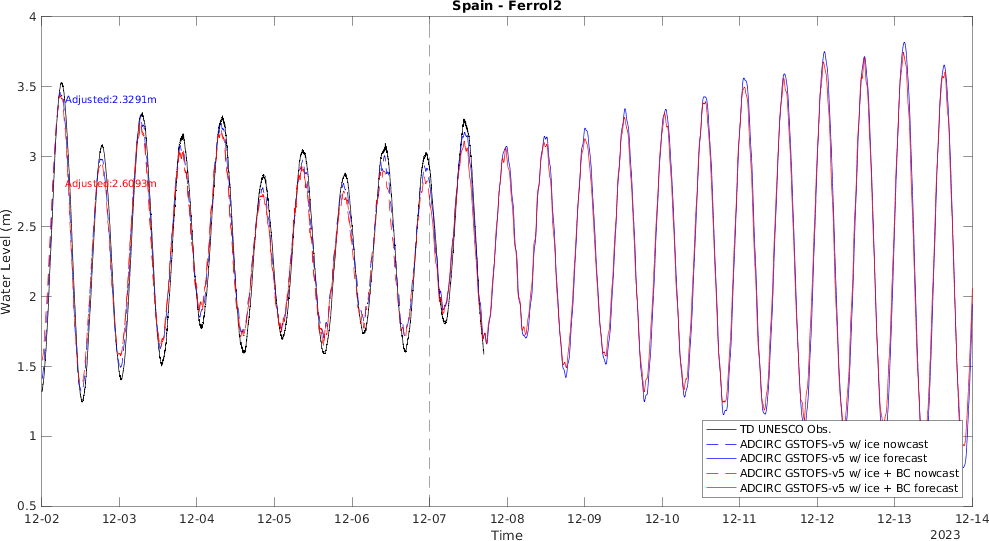 Spain - Ferrol2
4
3.5
3
2.5
2
1.5
1
0.5
Water Level (m)
Adjusted:2.3291m
Adjusted:2.6093m
TD UNESCO Obs.
ADCIRC GSTOFS-v5 w/ ice nowcast
ADCIRC GSTOFS-v5 w/ ice forecast
ADCIRC GSTOFS-v5 w/ ice + BC nowcast
ADCIRC GSTOFS-v5 w/ ice + BC forecast
12-02 12-03 12-04 12-05 12-06 12-07 12-08 12-09 12-10 12-11 12-12 12-13 12-14
Time
2023